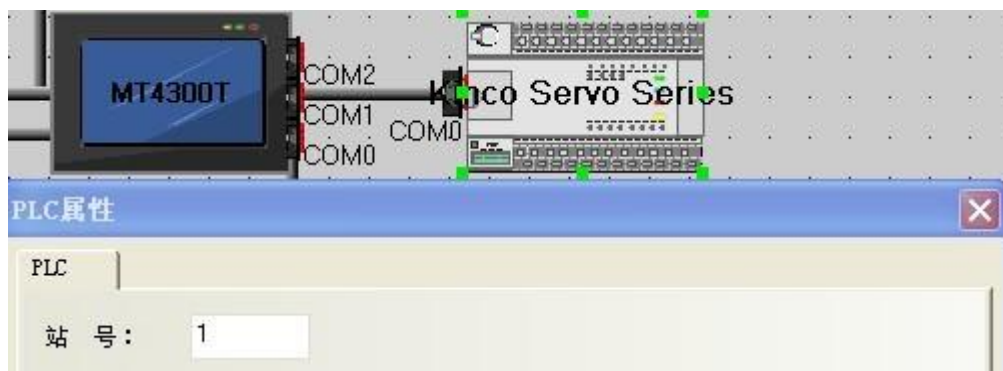 COM2
MT4300T
Kinco Servo Series
COM1
COM0
COM0
PLC属性
PLC
站 号: 1